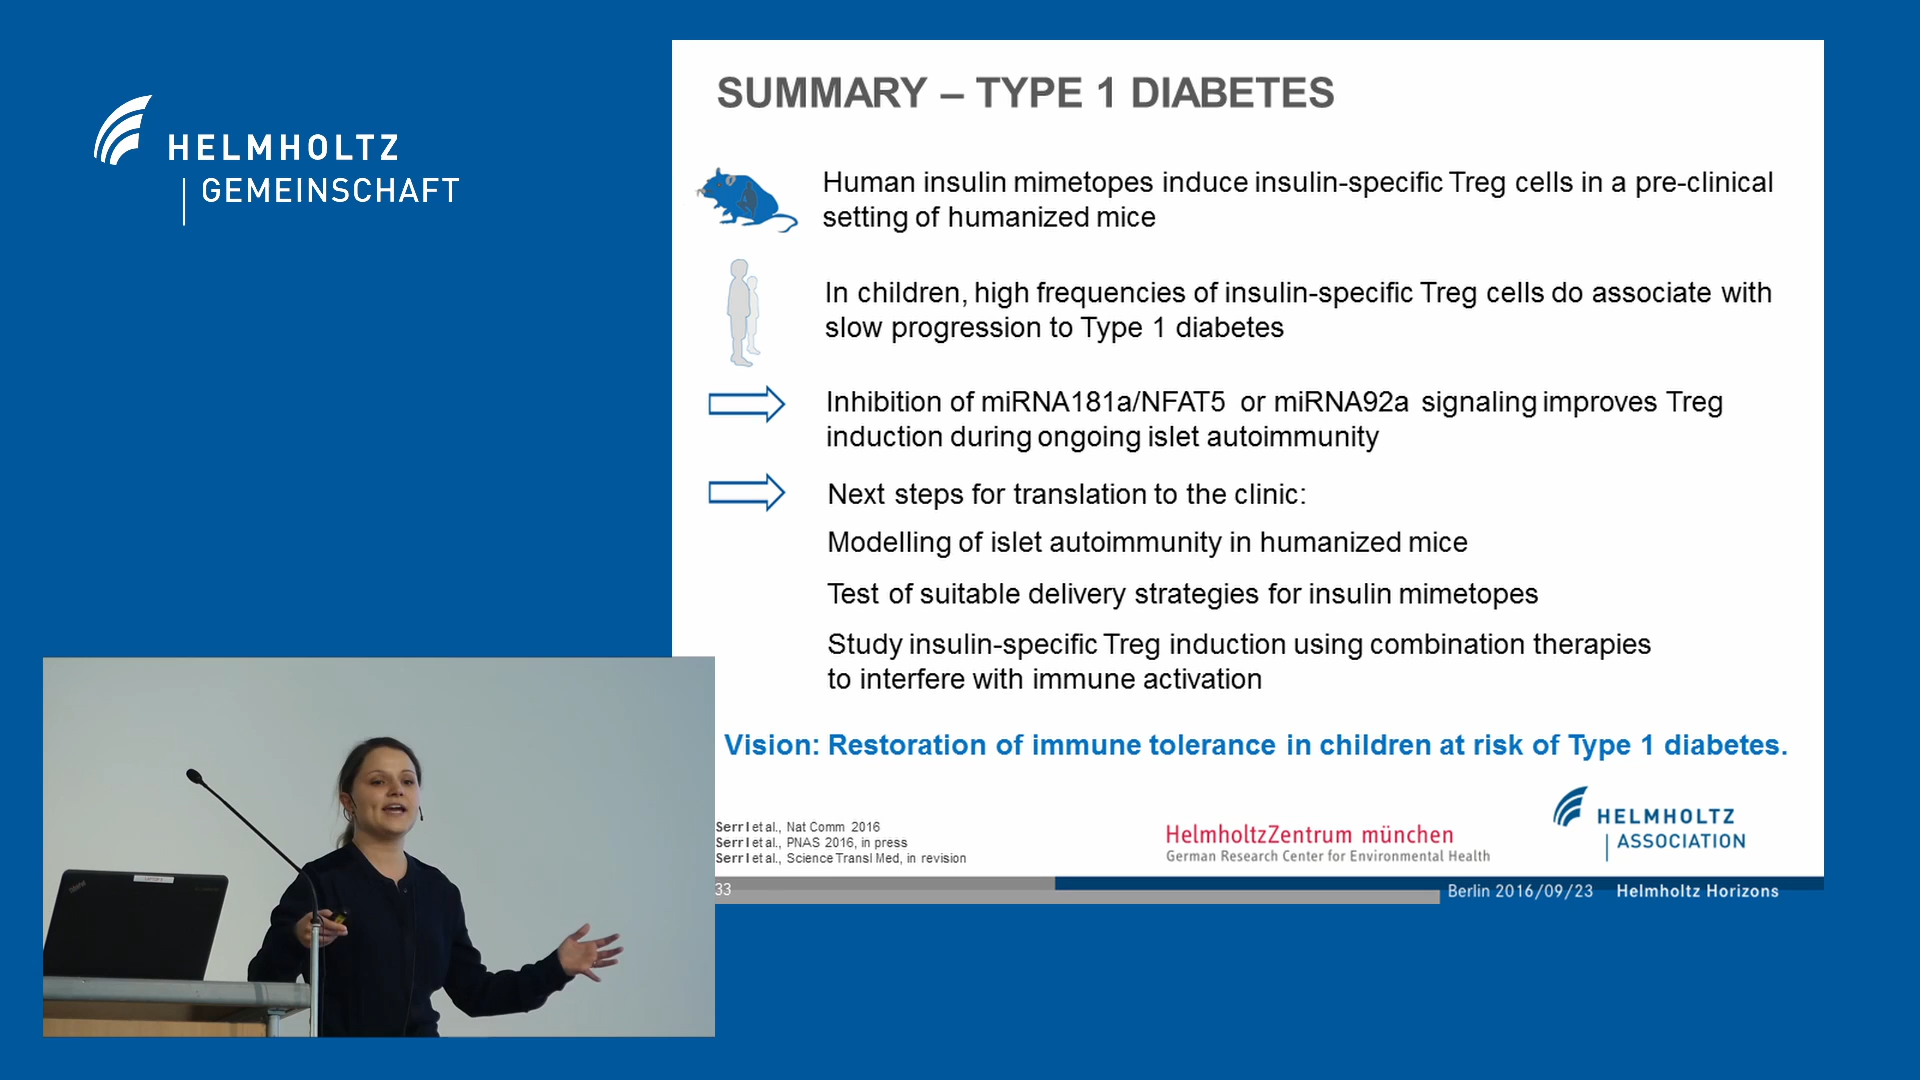 HELMHOLTZ
GEMEINSCHAFT
SUMMARY – TYPE 1 DIABETES
Human insulin mimetopes induce insulin-specific Treg cells in a pre-clinical
setting of humanized mice
In children, high frequencies of insulin-specific Treg cells do associate with
slow progression to Type 1 diabetes
Inhibition of miRNA181a/NFAT5 or miRNA92a signaling improves Treg
induction during ongoing islet autoimmunity
Next steps for translation to the clinic:
Modelling of islet autoimmunity in humanized mice
Test of suitable delivery strategies for insulin mimetopes
Study insulin-specific Treg induction using combination therapies
to interfere with immune activation
Vision: Restoration of immune tolerance in children at risk of Type 1 diabetes.
Serr I et al., Nat Comm 2016
Serr I et al., PNAS 2016, in press
Serr I et al., Science Transl Med, in revision
HelmholtzZentrum münchen
German Research Center for Environmental Health
HELMHOLTZ
ASSOCIATION
33
Berlin 2016/09/23 Helmholtz Horizons
ThinkPad